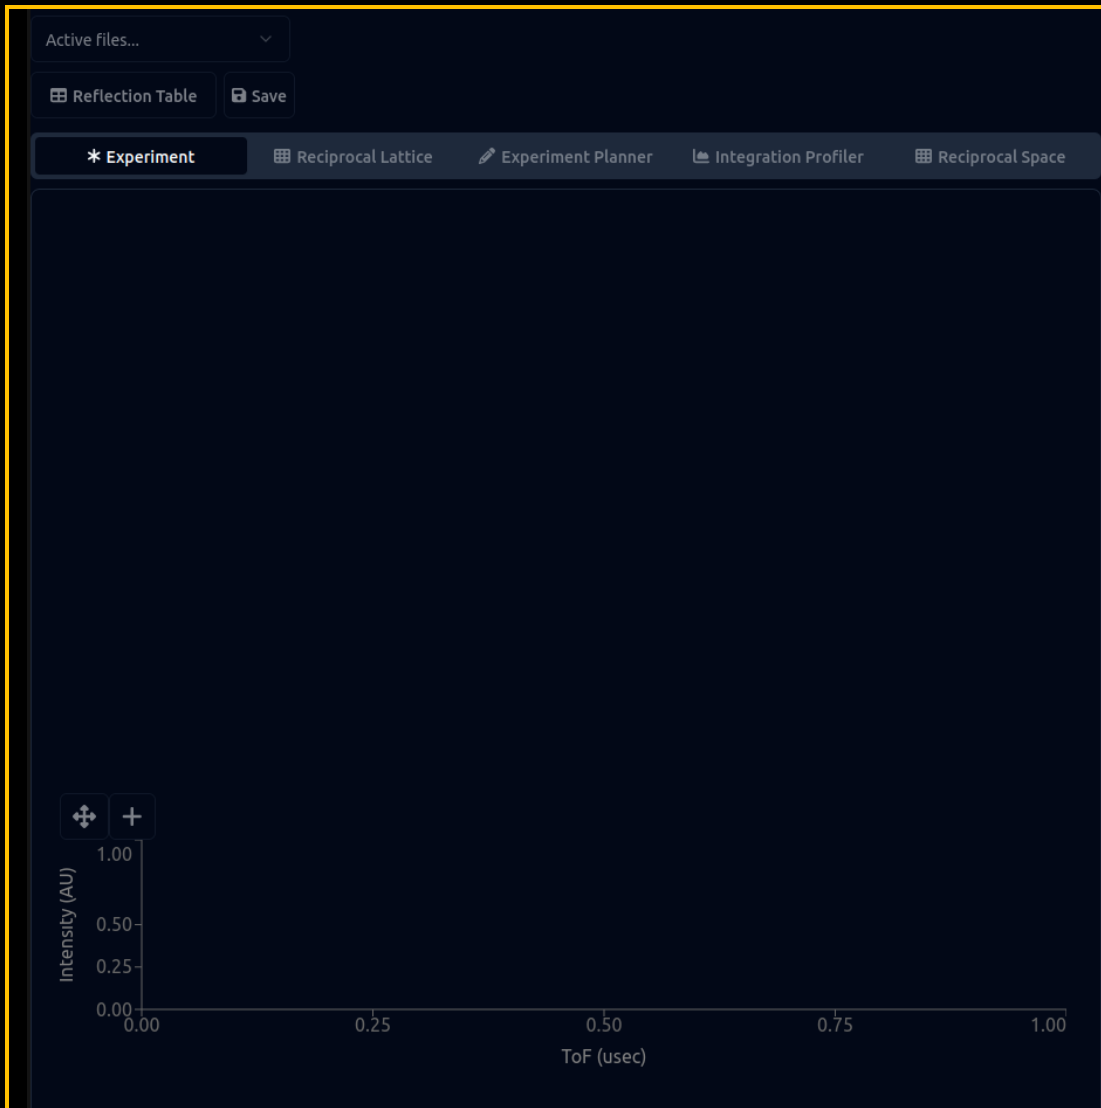 Active files...
Reflection Table Save
Experiment Reciprocal Lattice Experiment Planner Integration Profiler Reciprocal Space
1.00
0.50
0.25
0.00
Intensity (AU)
0.00 0.25 0.50 0.75 1.00
ToF (usec)